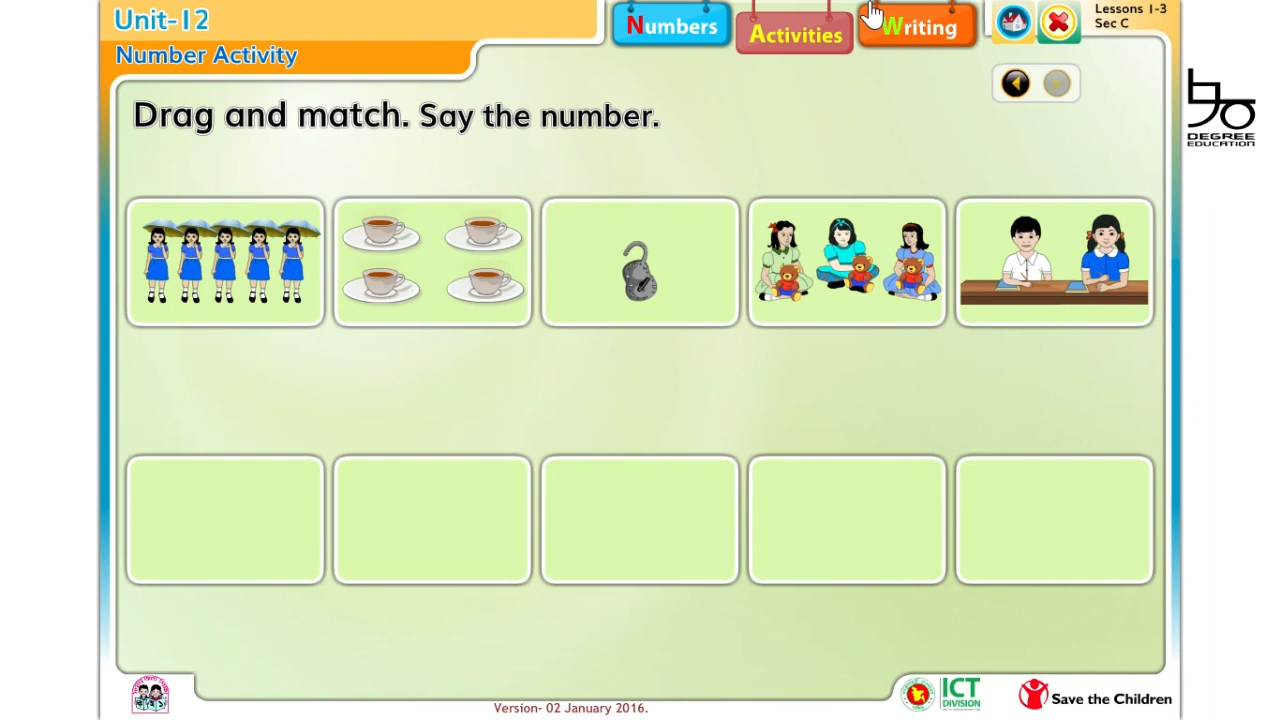 Unit-12
Number Activity
Numbers
Activities
Writing
Lessons 1-3
Sec C
Drag and match. Say the number.
DEGREE
EDUCATION
Version- 02 January 2016.
ICT
DIVISION
Save the Children